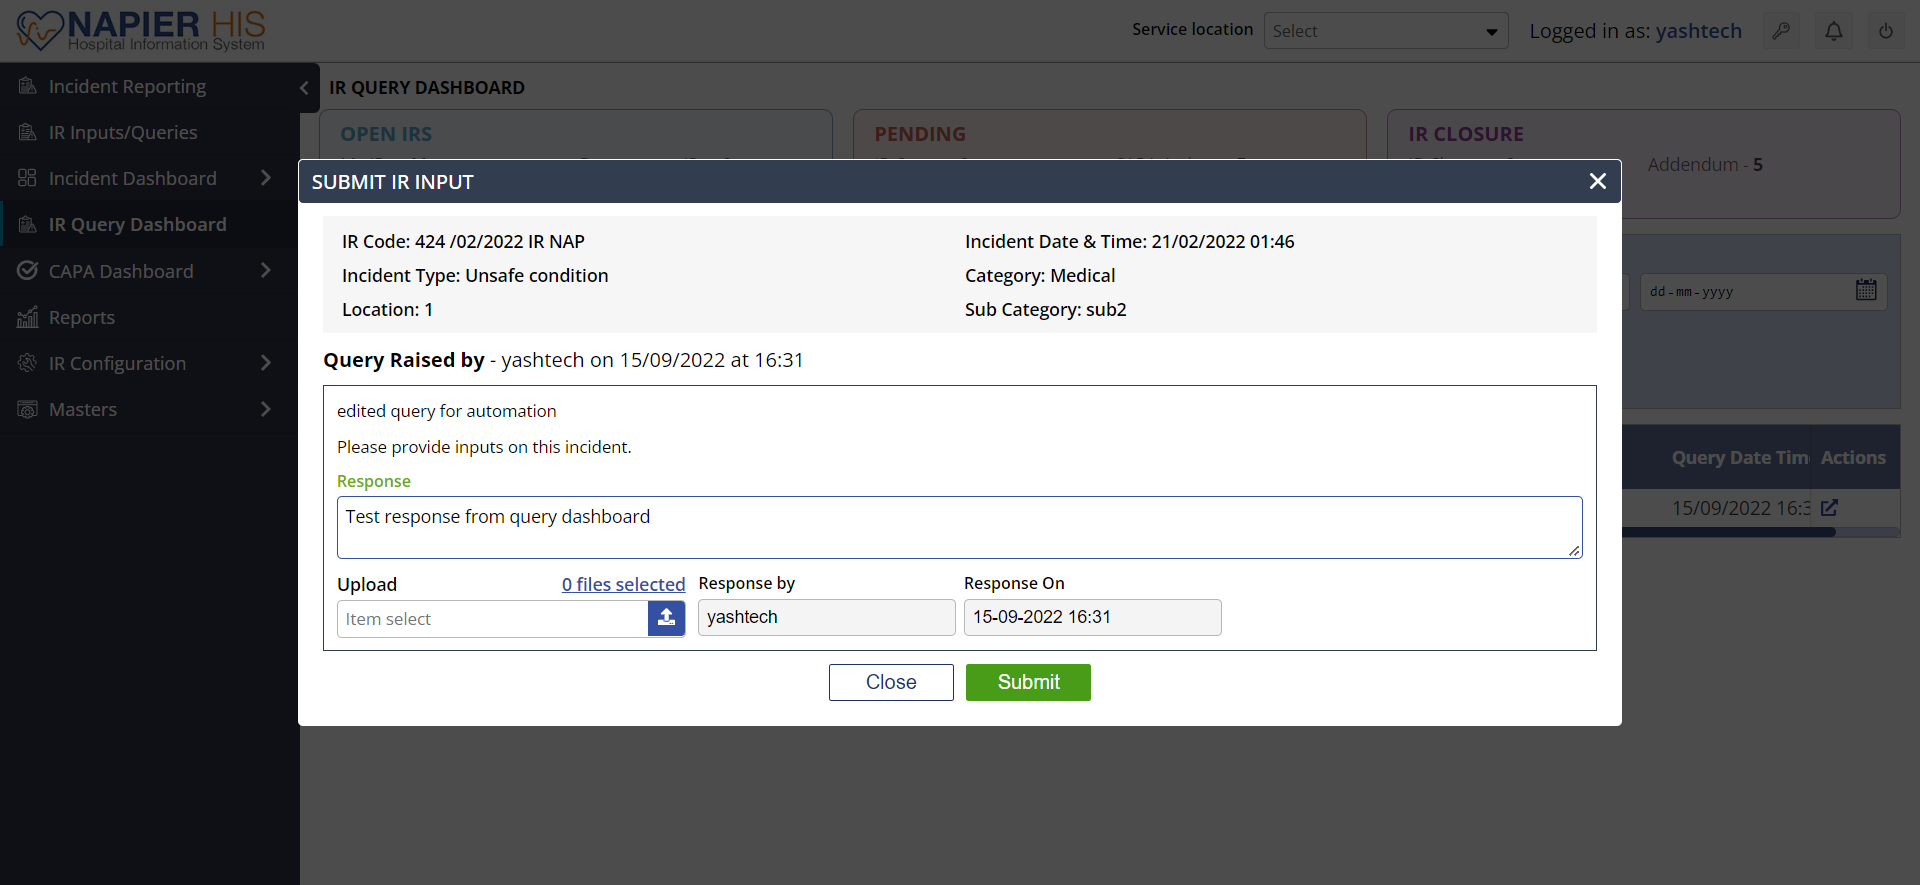 NAPIER HIS
Hospital Information System
Service location
Select
Logged in as: yashtech
Incident Reporting
IR Inputs/Queries
Incident Dashboard
IR Query Dashboard
CAPA Dashboard
Reports
IR Configuration
Masters
IR QUERY DASHBOARD
OPEN IRS
PENDING
IR CLOSURE
Addendum - 5
dd-mm-yyyy
Query Date Tim
Actions
15/09/2022 16:3
SUBMIT IR INPUT
IR Code: 424 /02/2022 IR NAP
Incident Date & Time: 21/02/2022 01:46
Incident Type: Unsafe condition
Category: Medical
Location: 1
Sub Category: sub2
Query Raised by - yashtech on 15/09/2022 at 16:31
edited query for automation
Please provide inputs on this incident.
Response
Test response from query dashboard
Upload
0 files selected
Response by
Response On
Item select
yashtech
15-09-2022 16:31
Close
Submit